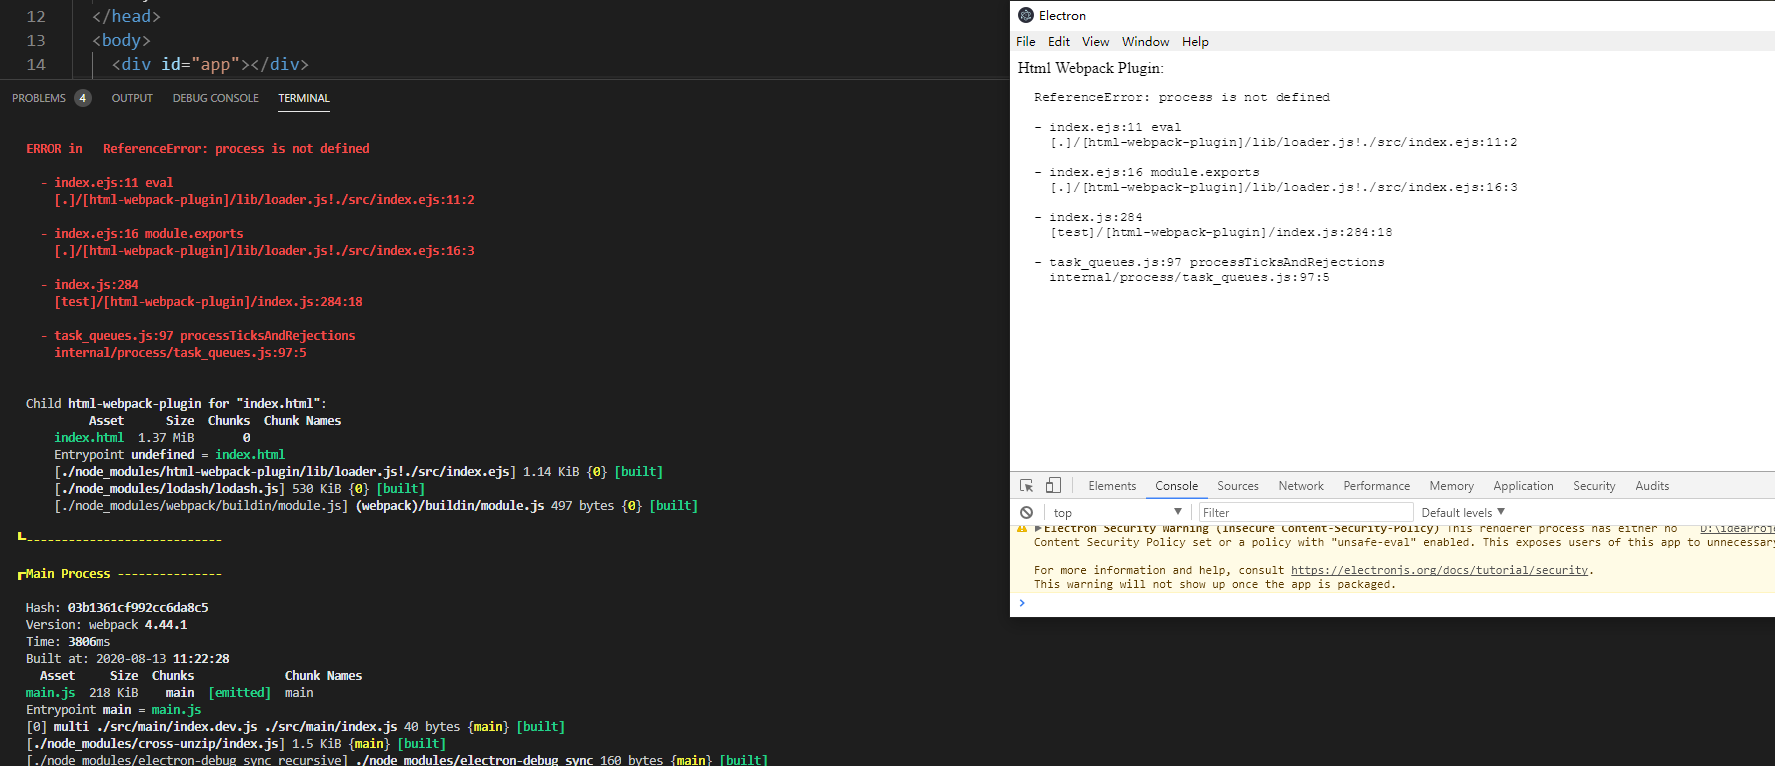 12 </head>
13 <body>
14 <div id="app"></div>
PROBLEMS 4 OUTPUT DEBUG CONSOLE TERMINAL
ERROR in ReferenceError: process is not defined
- index.ejs:11 eval
[.]/[html-webpack-plugin]/lib/loader.js!./src/index.ejs:11:2
- index.ejs:16 module.exports
[.]/[html-webpack-plugin]/lib/loader.js!./src/index.ejs:16:3
- index.js:284
[test]/[html-webpack-plugin]/index.js:284:18
- task_queues.js:97 processTicksAndRejections
internal/process/task_queues.js:97:5
Child html-webpack-plugin for "index.html":
Asset Size Chunks Chunk Names
index.html 1.37 MiB 0
Entrypoint undefined = index.html
[./node_modules/html-webpack-plugin/lib/loader.js!./src/index.ejs] 1.14 KiB {0} [built]
[./node_modules/lodash/lodash.js] 530 KiB {0} [built]
[./node_modules/webpack/buildin/module.js] (webpack)/buildin/module.js 497 bytes {0} [built]
┗----------------------------
┏Main Process ---------------
Hash: 03b1361cf992cc6da8c5
Version: webpack 4.44.1
Time: 3806ms
Built at: 2020-08-13 11:22:28
Asset Size Chunks Chunk Names
main.js 218 KiB main [emitted] main
Entrypoint main = main.js
[0] multi ./src/main/index.dev.js ./src/main/index.js 40 bytes {main} [built]
[./node_modules/cross-unzip/index.js] 1.5 KiB {main} [built]
[./node_modules/electron-debug sync recursive] ./node_modules/electron-debug sync 160 bytes {main} [built]
Electron
File Edit View Window Help
Html Webpack Plugin:
ReferenceError: process is not defined
- index.ejs:11 eval
[.]/[html-webpack-plugin]/lib/loader.js!./src/index.ejs:11:2
- index.ejs:16 module.exports
[.]/[html-webpack-plugin]/lib/loader.js!./src/index.ejs:16:3
- index.js:284
[test]/[html-webpack-plugin]/index.js:284:18
- task_queues.js:97 processTicksAndRejections
internal/process/task_queues.js:97:5
Elements Console Sources Network Performance Memory Application Security Audits
top Filter Default levels
Electron Security Warning (Insecure Content-Security-Policy) This renderer process has either no D:\ideaProje
Content Security Policy set or a policy with "unsafe-eval" enabled. This exposes users of this app to unnecessary
For more information and help, consult https://electronjs.org/docs/tutorial/security.
This warning will not show up once the app is packaged.